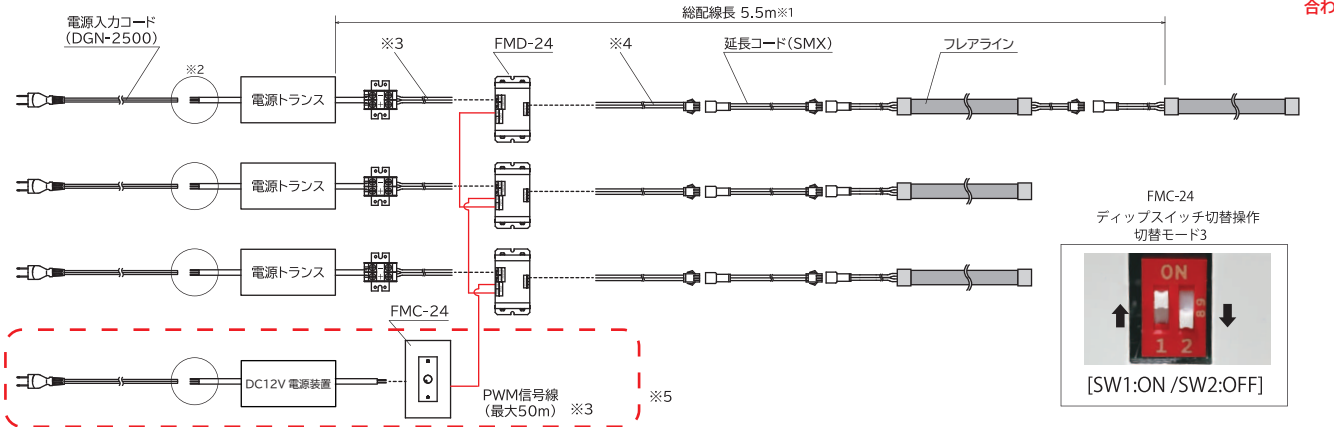 総配線長 5.5m※1
合わ
電源入力コード
(DGN-2500)
※2
※3
FMD-24
※4
延長コード(SMX)
フレアライン
電源トランス
電源トランス
電源トランス
FMC-24
ディップスイッチ切替操作
切替モード3
ON
1 2
89
[SW1:ON /SW2:OFF]
FMC-24
DC12V 電源装置
PWM信号線
(最大50m) ※3
※5